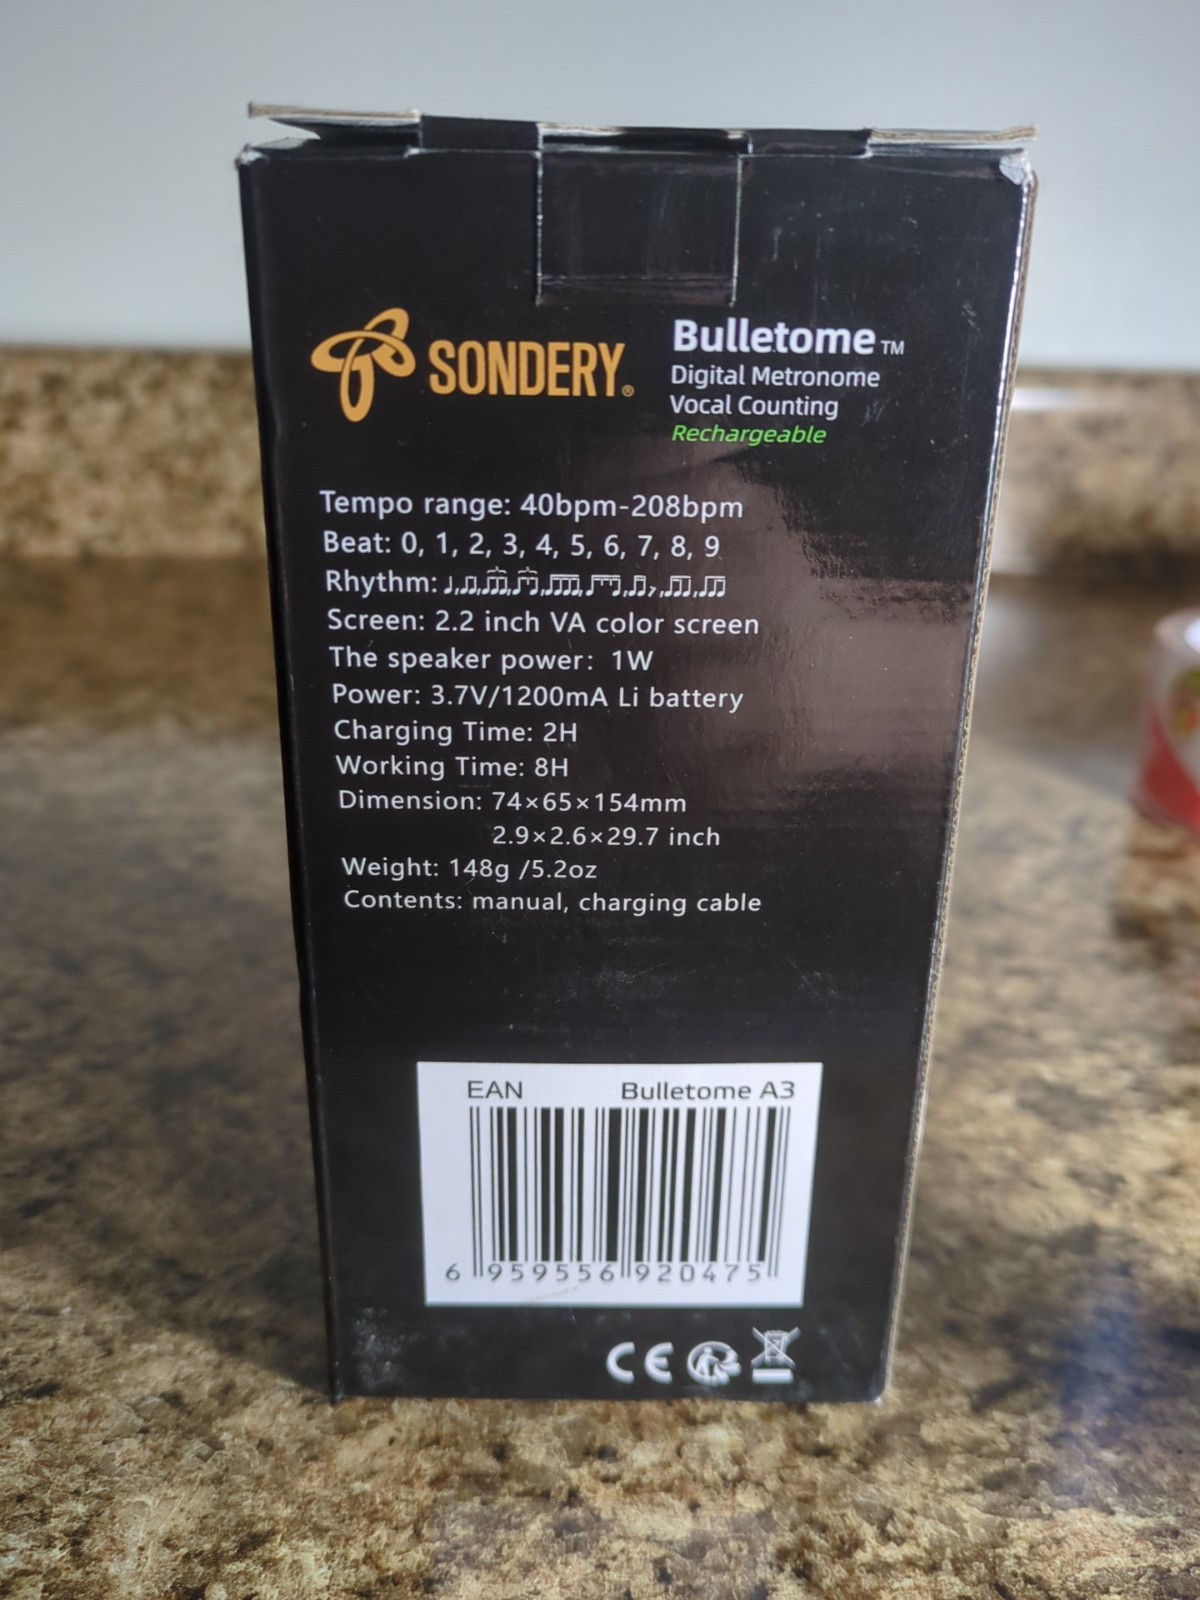 SONDERY®
Bulletome™
Digital Metronome
Vocal Counting
Rechargeable
Tempo range: 40bpm-208bpm
Beat: 0, 1, 2, 3, 4, 5, 6, 7, 8, 9
Rhythm:
Screen: 2.2 inch VA color screen
The speaker power: 1W
Power: 3.7V/1200mA Li battery
Charging Time: 2H
Working Time: 8H
Dimension: 74×65×154mm
2.9×2.6×29.7 inch
Weight: 148g /5.2oz
Contents: manual, charging cable
EAN Bulletome A3
6 959556 920475
CE